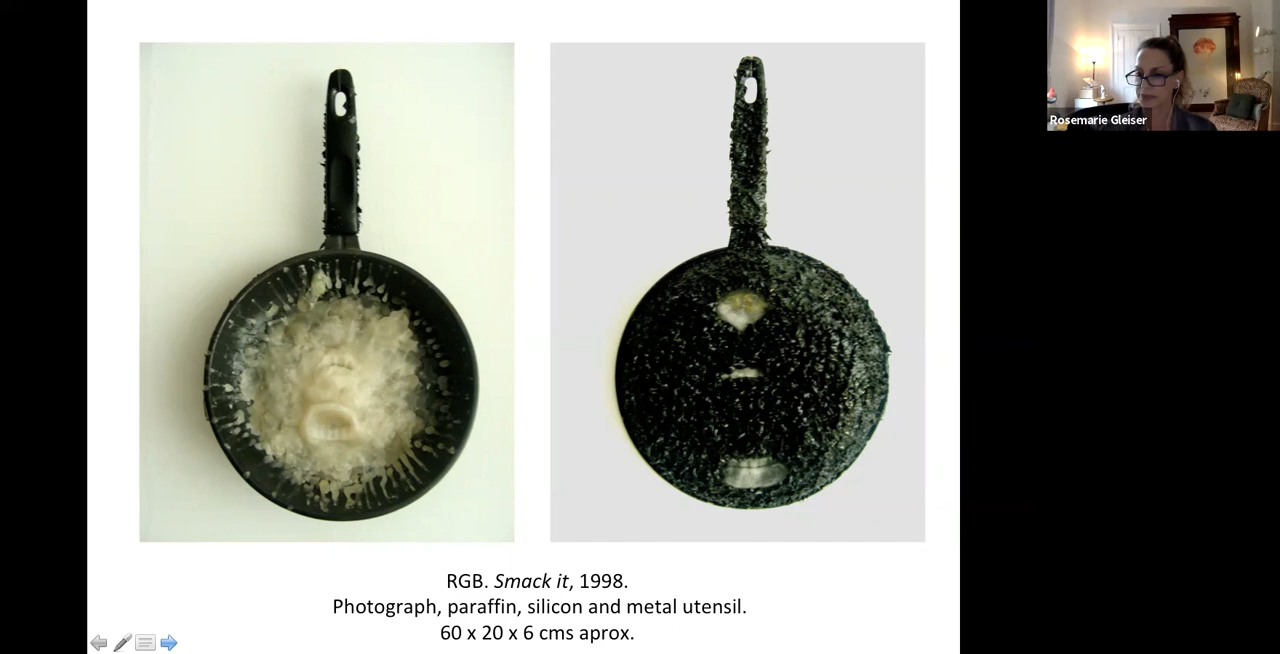 Rosemarie Gleiser
RGB. Smack it, 1998.
Photograph, paraffin, silicon and metal utensil.
60 x 20 x 6 cms aprox.